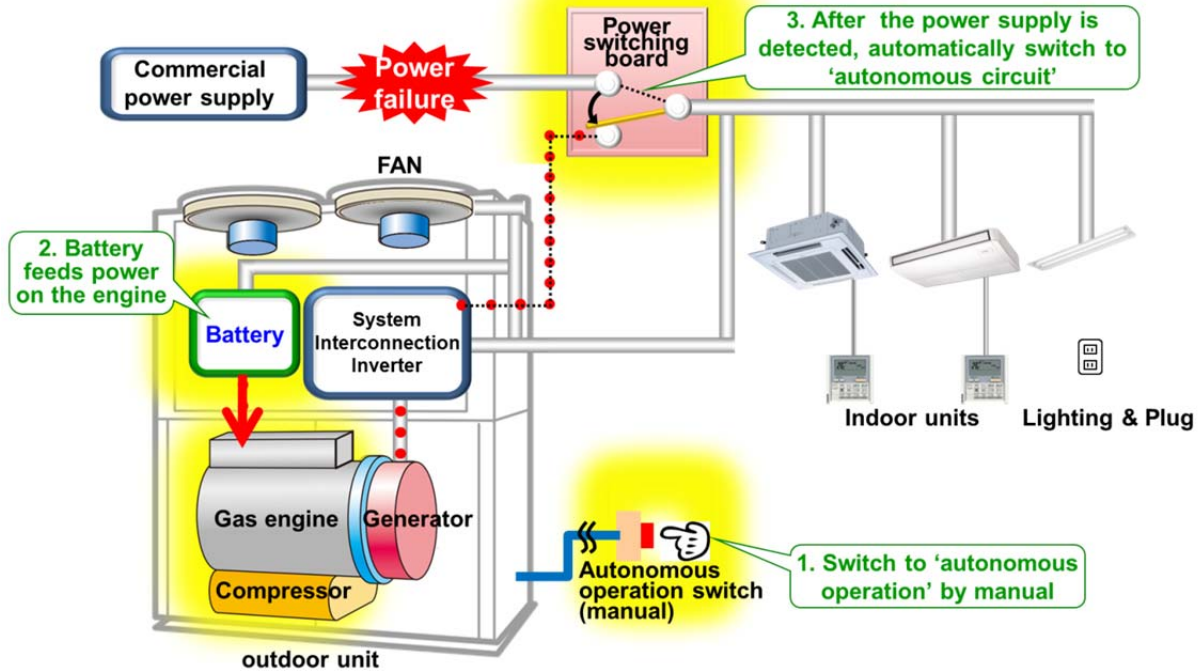 Commercial
power supply
Power
failure
Power
switching
board
3. After the power supply is
detected, automatically switch to
‘autonomous circuit’
FAN
2. Battery
feeds power
on the engine
Battery
System
Interconnection
Inverter
Indoor units
Lighting & Plug
Gas engine
Generator
Compressor
Autonomous
operation switch
(manual)
1. Switch to ‘autonomous
operation’ by manual
outdoor unit